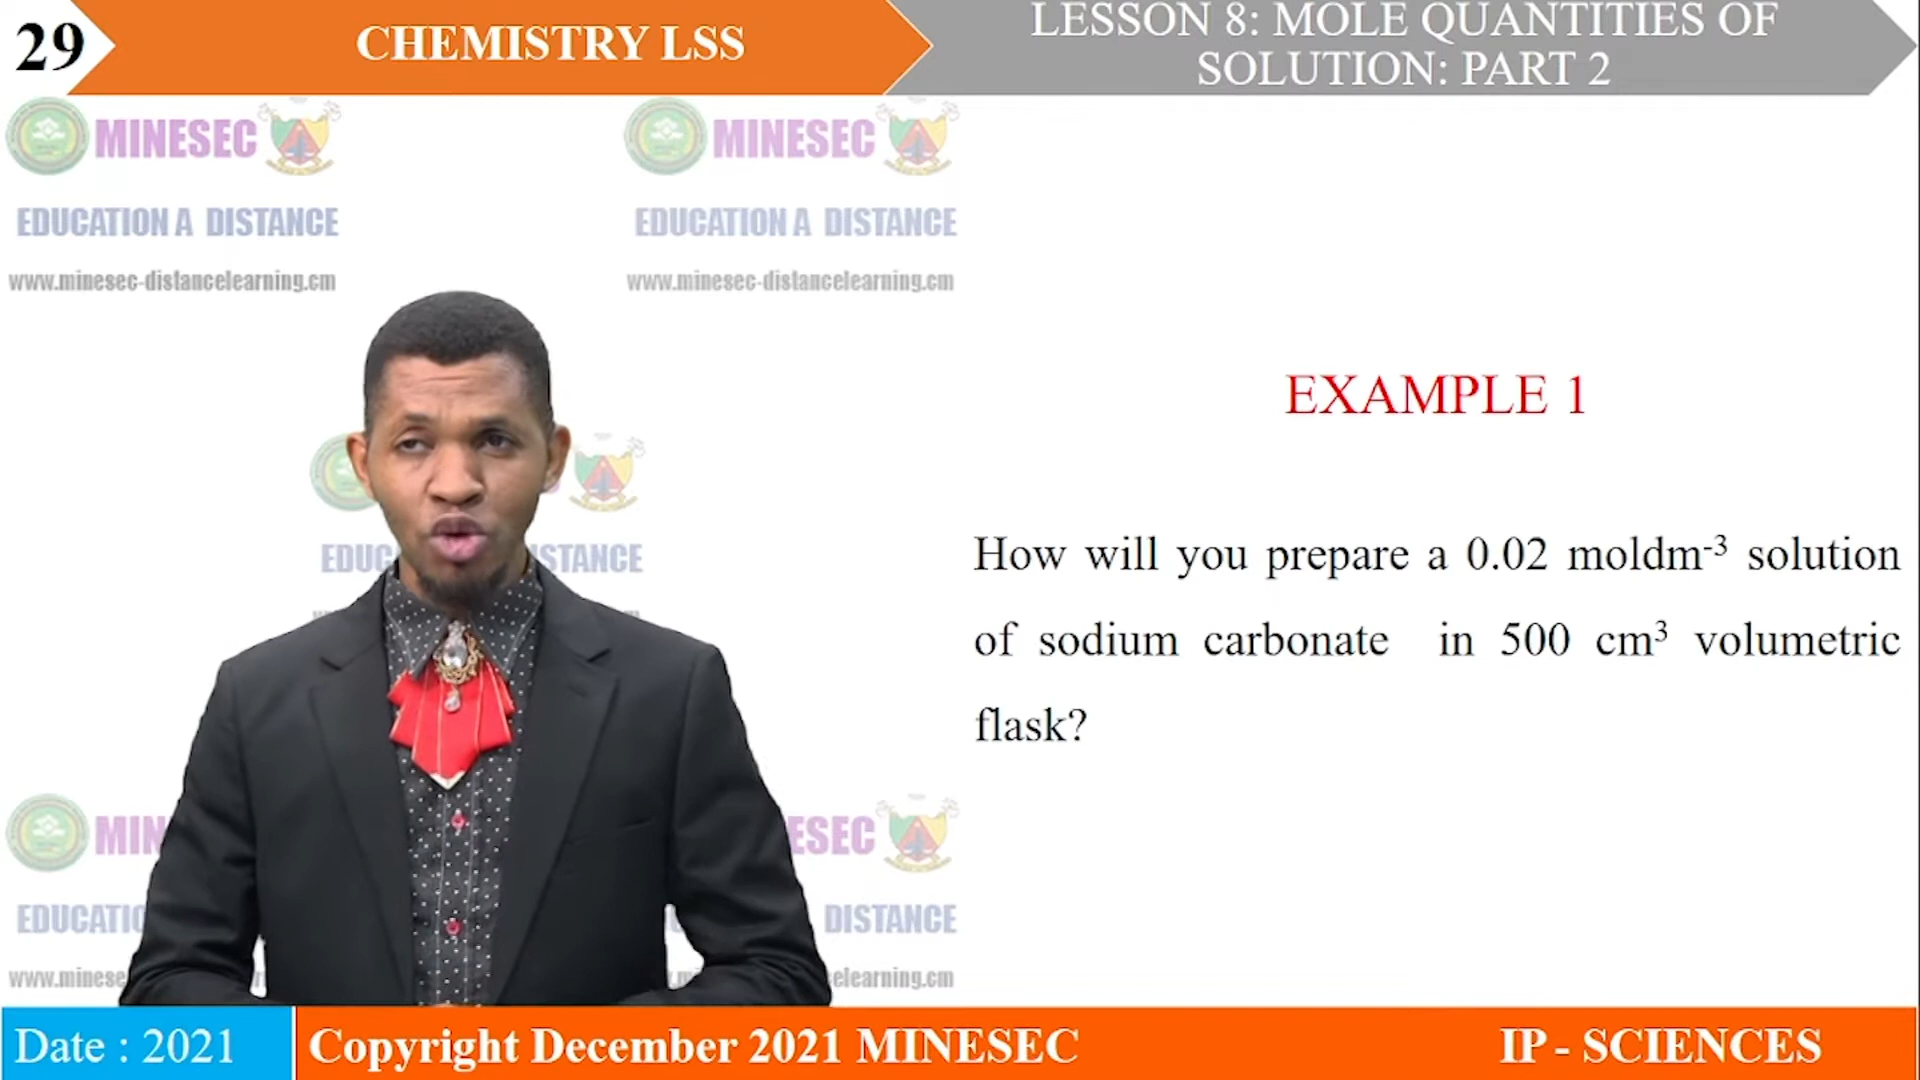 29
CHEMISTRY LSS
LESSON 8: MOLE QUANTITIES OF
SOLUTION: PART 2
MINESEC
MINESEC
EDUCATION A DISTANCE
EDUCATION A DISTANCE
www.minesec-distancelearning.cm
www.minesec-distancelearning.cm
EXAMPLE 1
How will you prepare a 0.02 moldm⁻³ solution
of sodium carbonate in 500 cm³ volumetric
flask?
Date : 2021
Copyright December 2021 MINESEC
IP - SCIENCES